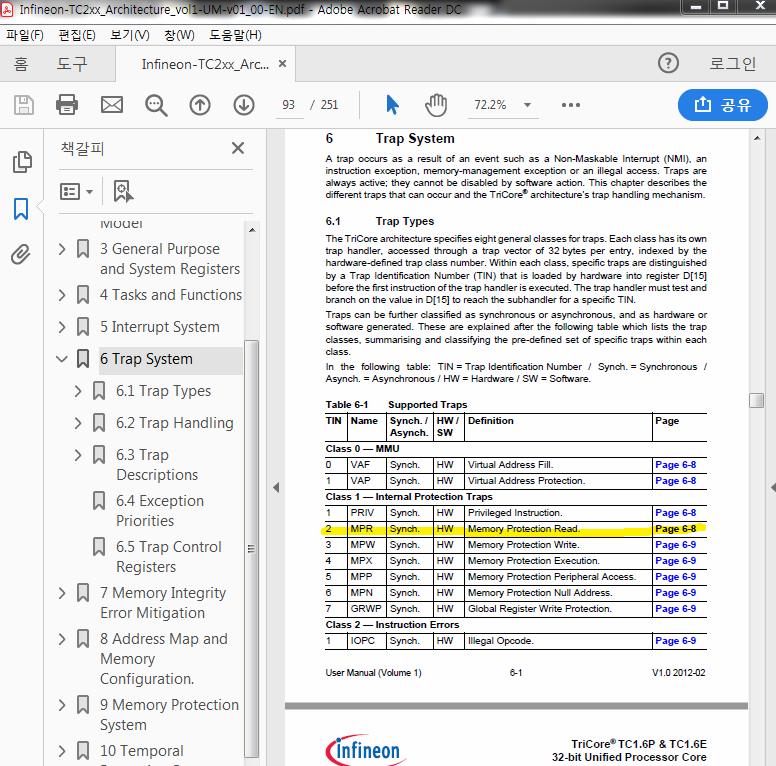 Infineon-TC2xx_Architecture_vol1-UM-v01_00-EN.pdf - Adobe Acrobat Reader DC
파일(F) 편집(E) 보기(V) 창(W) 도움말(H)
홈 도구 Infineon-TC2xx_Arc... × ? 로그인
93 / 251 72.2% 공유
책갈피
Model
3 General Purpose
and System Registers
4 Tasks and Functions
5 Interrupt System
6 Trap System
6.1 Trap Types
6.2 Trap Handling
6.3 Trap
Descriptions
6.4 Exception
Priorities
6.5 Trap Control
Registers
7 Memory Integrity
Error Mitigation
8 Address Map and
Memory
Configuration.
9 Memory Protection
System
10 Temporal
6 Trap System
A trap occurs as a result of an event such as a Non-Maskable Interrupt (NMI), an
instruction exception, memory-management exception or an illegal access. Traps are
always active; they cannot be disabled by software action. This chapter describes the
different traps that can occur and the TriCore® architecture's trap handling mechanism.
6.1 Trap Types
The TriCore architecture specifies eight general classes for traps. Each class has its own
trap handler, accessed through a trap vector of 32 bytes per entry, indexed by the
hardware-defined trap class number. Within each class, specific traps are distinguished
by a Trap Identification Number (TIN) that is loaded by hardware into register D[15]
before the first instruction of the trap handler is executed. The trap handler must test and
branch on the value in D[15] to reach the subhandler for a specific TIN.
Traps can be further classified as synchronous or asynchronous, and as hardware or
software generated. These are explained after the following table which lists the trap
classes, summarising and classifying the pre-defined set of specific traps within each
class.
In the following table: TIN = Trap Identification Number / Synch. = Synchronous /
Asynch. = Asynchronous / HW = Hardware / SW = Software.
Table 6-1 Supported Traps
TIN Name Synch. / HW / Definition Page
Asynch. SW
Class 0 — MMU
0 VAF Synch. HW Virtual Address Fill. Page 6-8
1 VAP Synch. HW Virtual Address Protection. Page 6-8
Class 1 — Internal Protection Traps
1 PRIV Synch. HW Privileged Instruction. Page 6-8
2 MPR Synch. HW Memory Protection Read. Page 6-8
3 MPW Synch. HW Memory Protection Write. Page 6-9
4 MPX Synch. HW Memory Protection Execution. Page 6-9
5 MPP Synch. HW Memory Protection Peripheral Access. Page 6-9
6 MPN Synch. HW Memory Protection Null Address. Page 6-9
7 GRWP Synch. HW Global Register Write Protection. Page 6-9
Class 2 — Instruction Errors
1 IOPC Synch. HW Illegal Opcode. Page 6-9
User Manual (Volume 1) 6-1 V1.0 2012-02
infineon
TriCore® TC1.6P & TC1.6E
32-bit Unified Processor Core